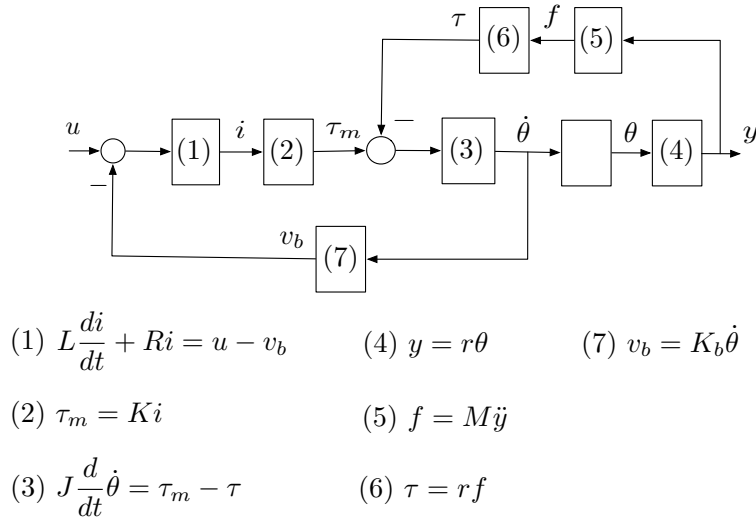 τ f
(6) (5)
u i τ_m − θ̇ θ y
(1) (2) (3) (4)
−
v_b
(7)
(1) L di/dt + Ri = u − v_b (4) y = rθ (7) v_b = K_b θ̇
(2) τ_m = Ki (5) f = Mÿ
(3) J d/dt θ̇ = τ_m − τ (6) τ = rf